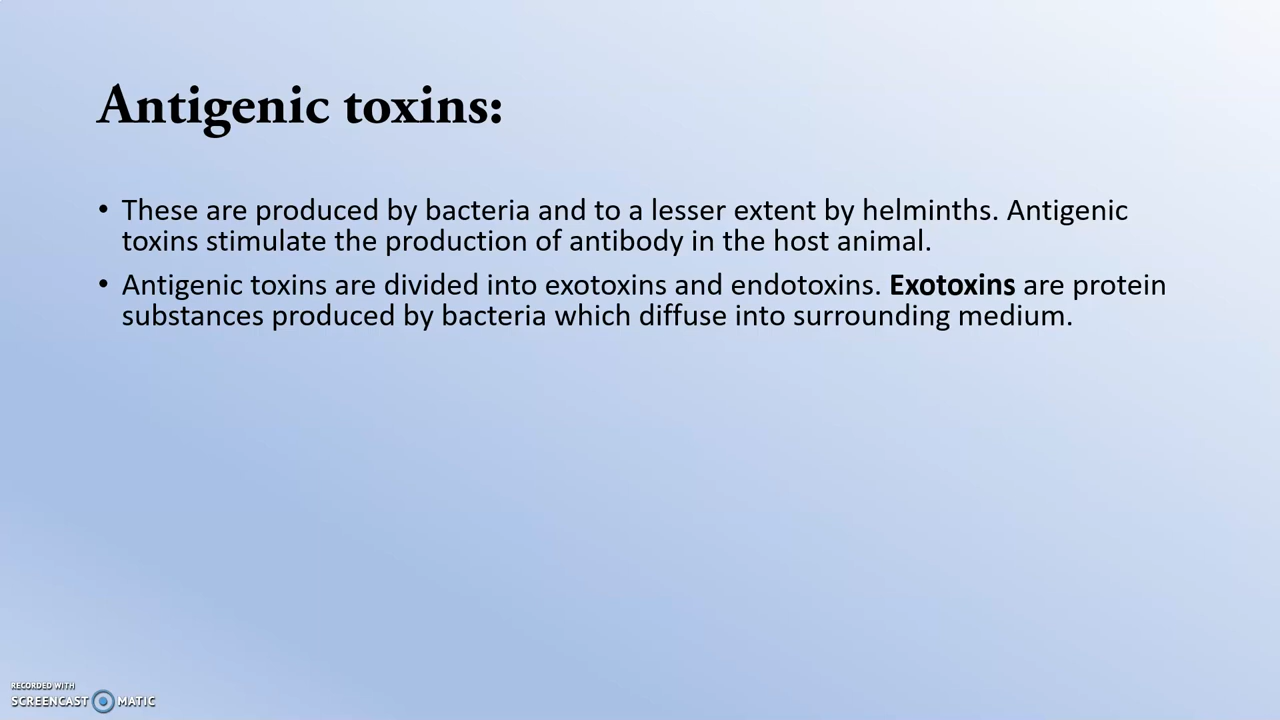 Antigenic toxins:
• These are produced by bacteria and to a lesser extent by helminths. Antigenic
toxins stimulate the production of antibody in the host animal.
• Antigenic toxins are divided into exotoxins and endotoxins. Exotoxins are protein
substances produced by bacteria which diffuse into surrounding medium.
RECORDED WITH
SCREENCAST MATIC